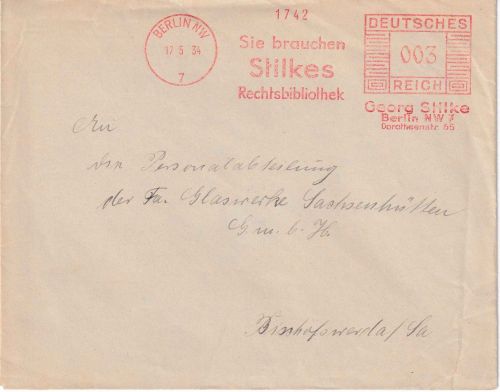 1742
BERLIN NW
17 5 34
7
Sie brauchen
Stilkes
Rechtsbibliothek
DEUTSCHES
003
REICH
Georg Stilke
Berlin NW 7
Dorotheenstr. 65
An
die Personalabteilung
der Fa. Glaswerke Sachsenhütten
G.m.b.H.
Bischofswerda/Sa